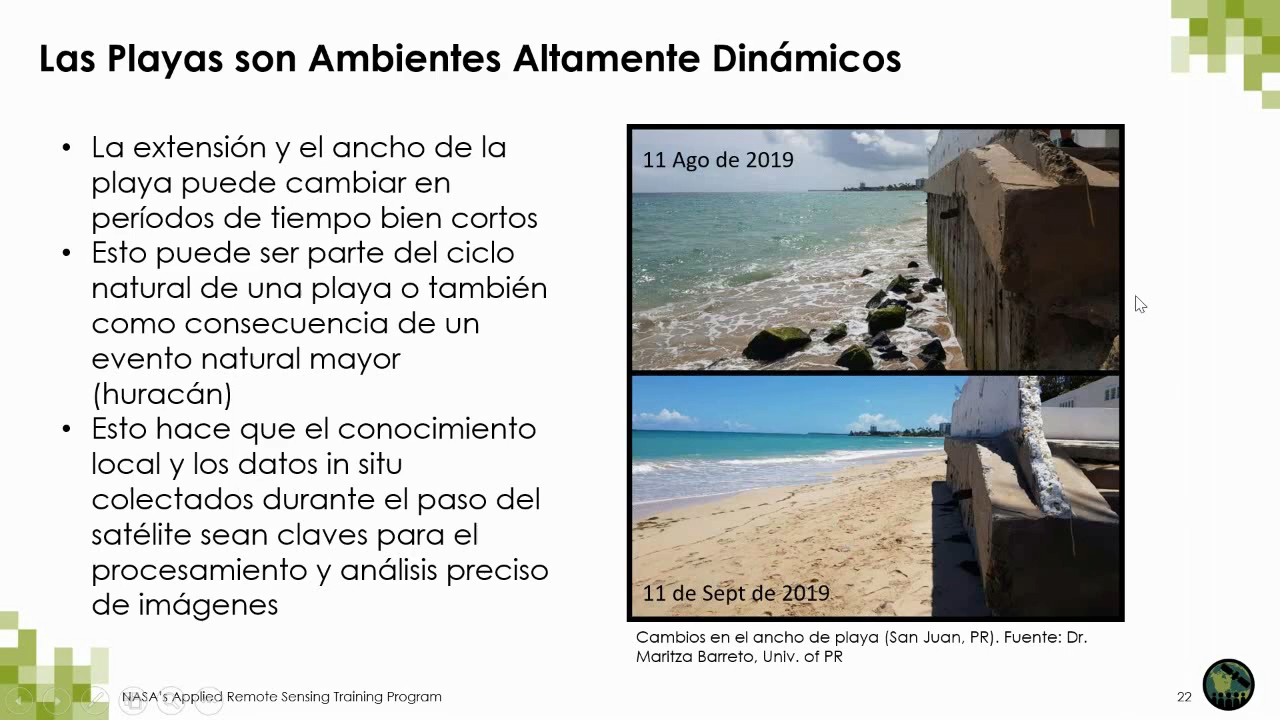 Las Playas son Ambientes Altamente Dinámicos
• La extensión y el ancho de la
playa puede cambiar en
períodos de tiempo bien cortos
• Esto puede ser parte del ciclo
natural de una playa o también
como consecuencia de un
evento natural mayor
(huracán)
• Esto hace que el conocimiento
local y los datos in situ
colectados durante el paso del
satélite sean claves para el
procesamiento y análisis preciso
de imágenes
11 Ago de 2019
11 de Sept de 2019
Cambios en el ancho de playa (San Juan, PR). Fuente: Dr.
Maritza Barreto, Univ. of PR
NASA's Applied Remote Sensing Training Program
22